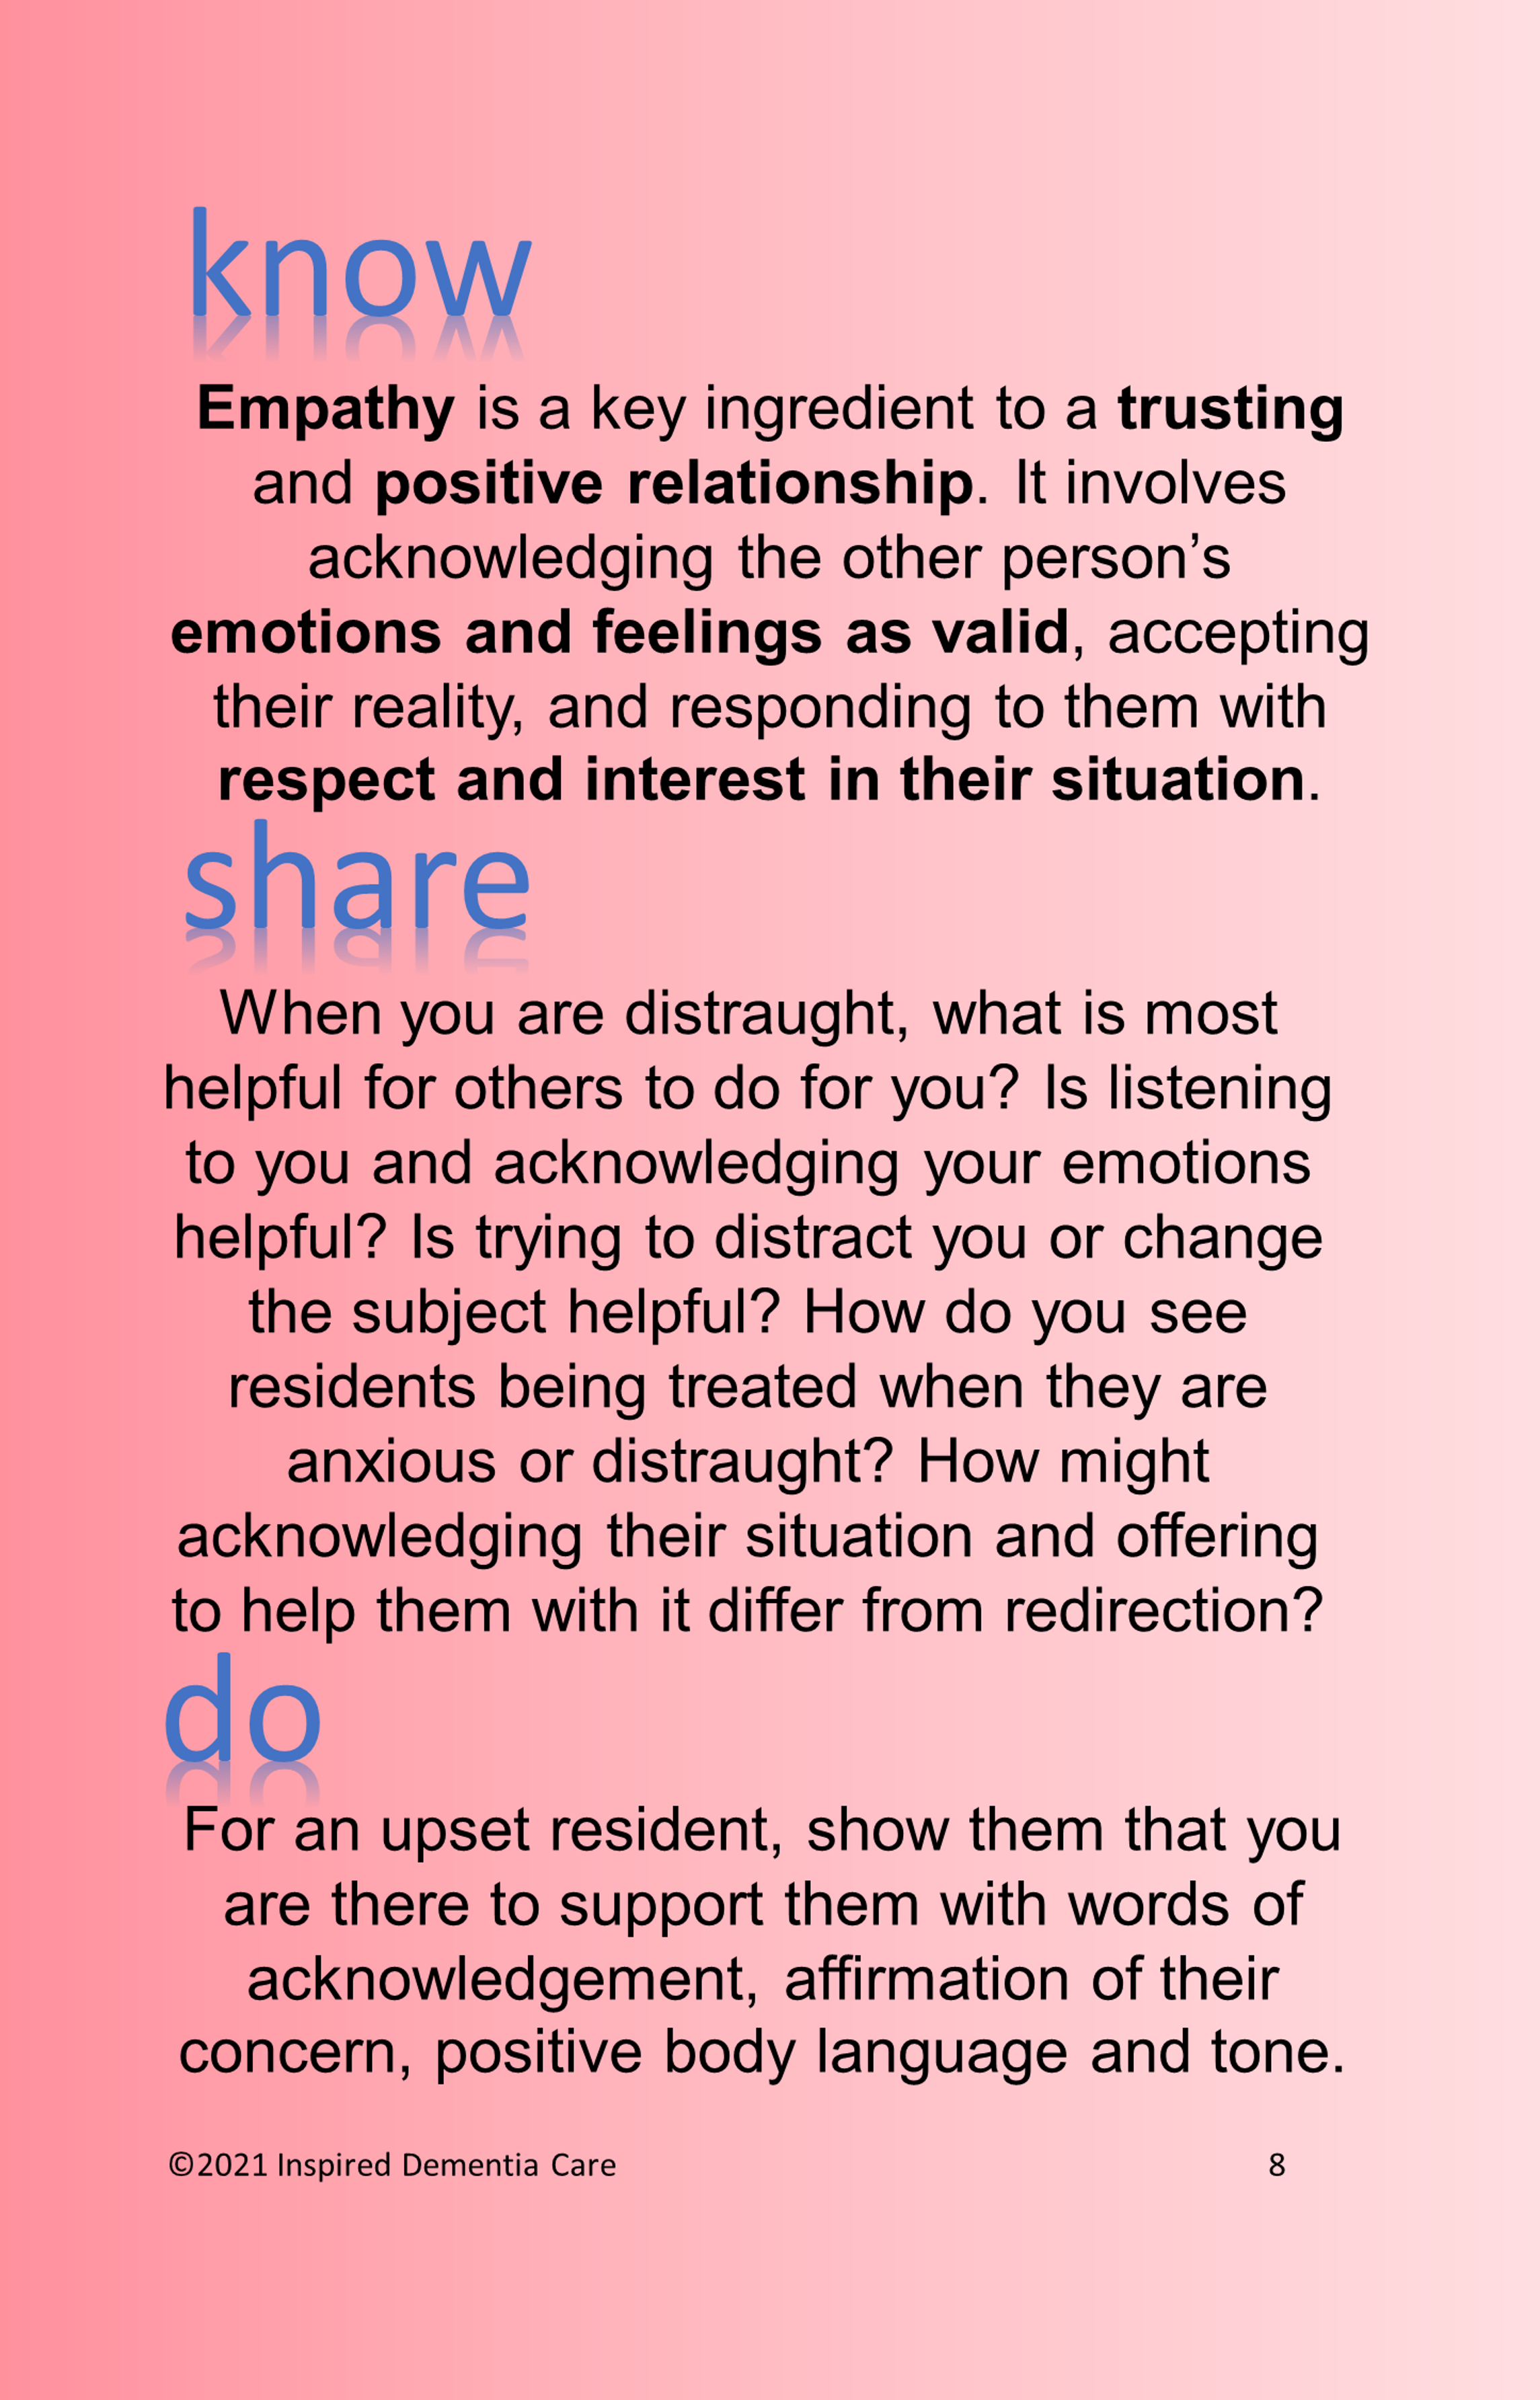 know
Empathy is a key ingredient to a trusting
and positive relationship. It involves
acknowledging the other person’s
emotions and feelings as valid, accepting
their reality, and responding to them with
respect and interest in their situation.
share
When you are distraught, what is most
helpful for others to do for you? Is listening
to you and acknowledging your emotions
helpful? Is trying to distract you or change
the subject helpful? How do you see
residents being treated when they are
anxious or distraught? How might
acknowledging their situation and offering
to help them with it differ from redirection?
do
For an upset resident, show them that you
are there to support them with words of
acknowledgement, affirmation of their
concern, positive body language and tone.
©2021 Inspired Dementia Care 8